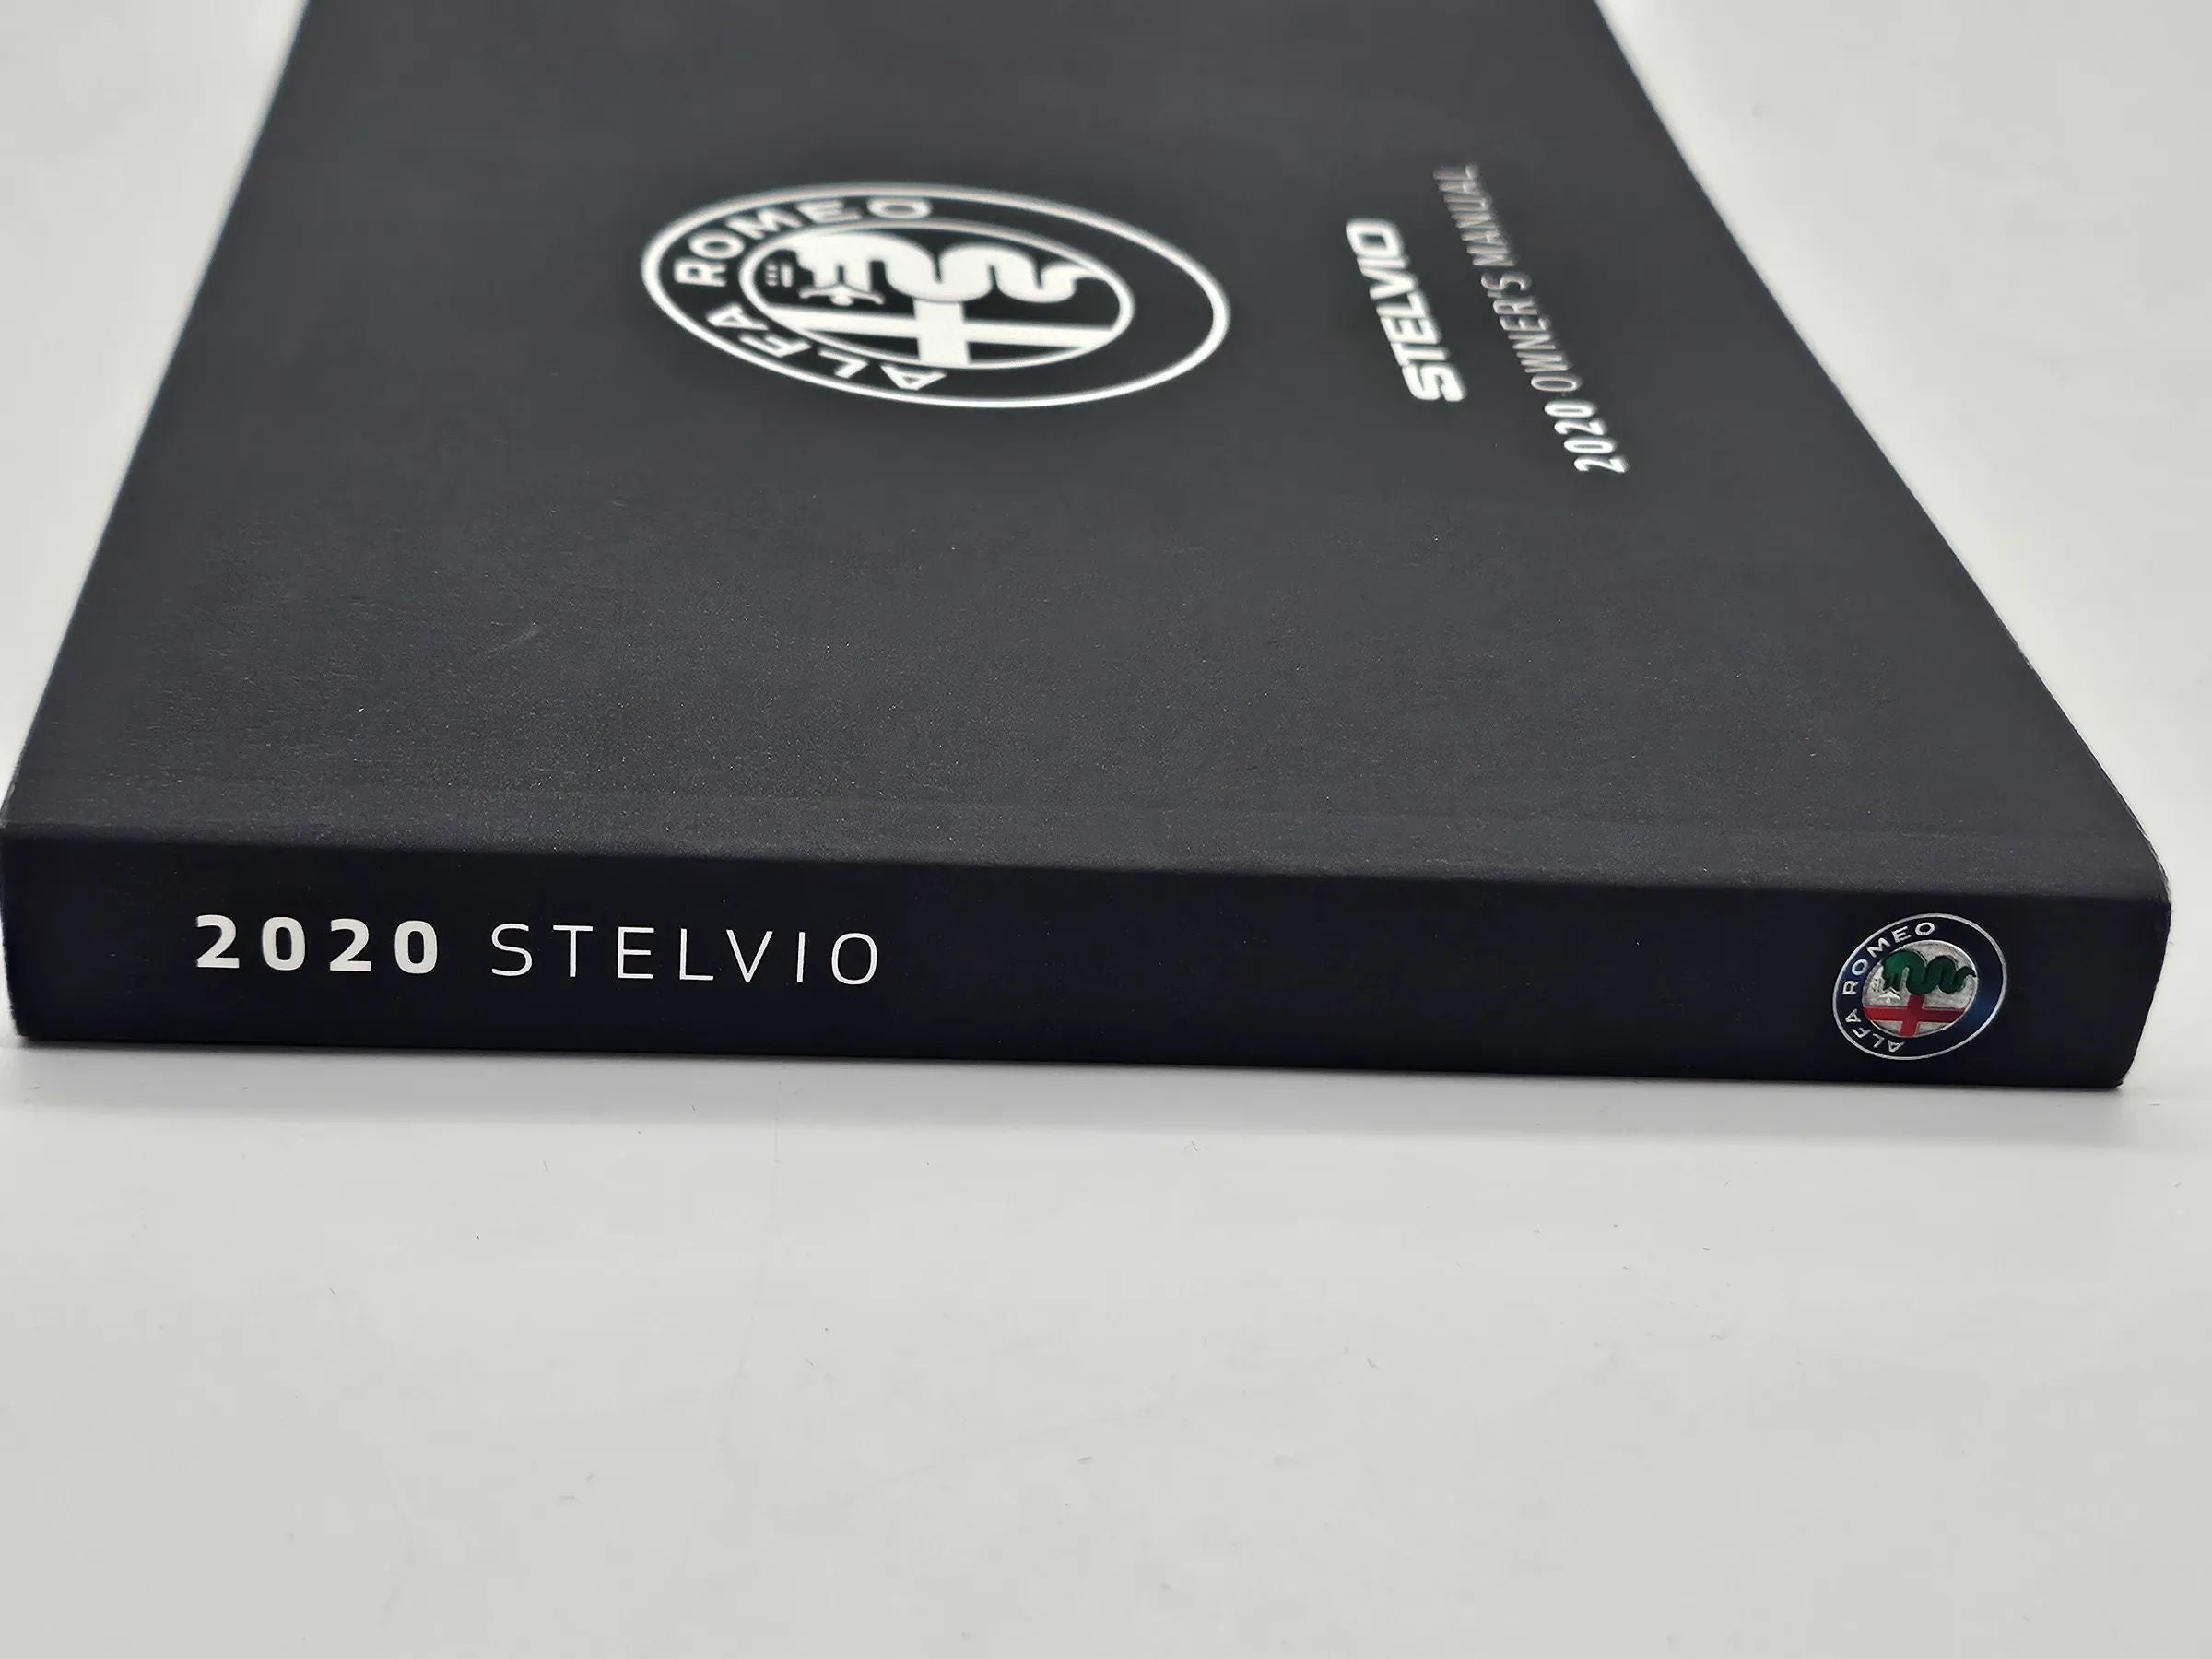 ALFA ROMEO
STELVIO
2020 OWNER'S MANUAL
2020 STELVIO
ALFA ROMEO